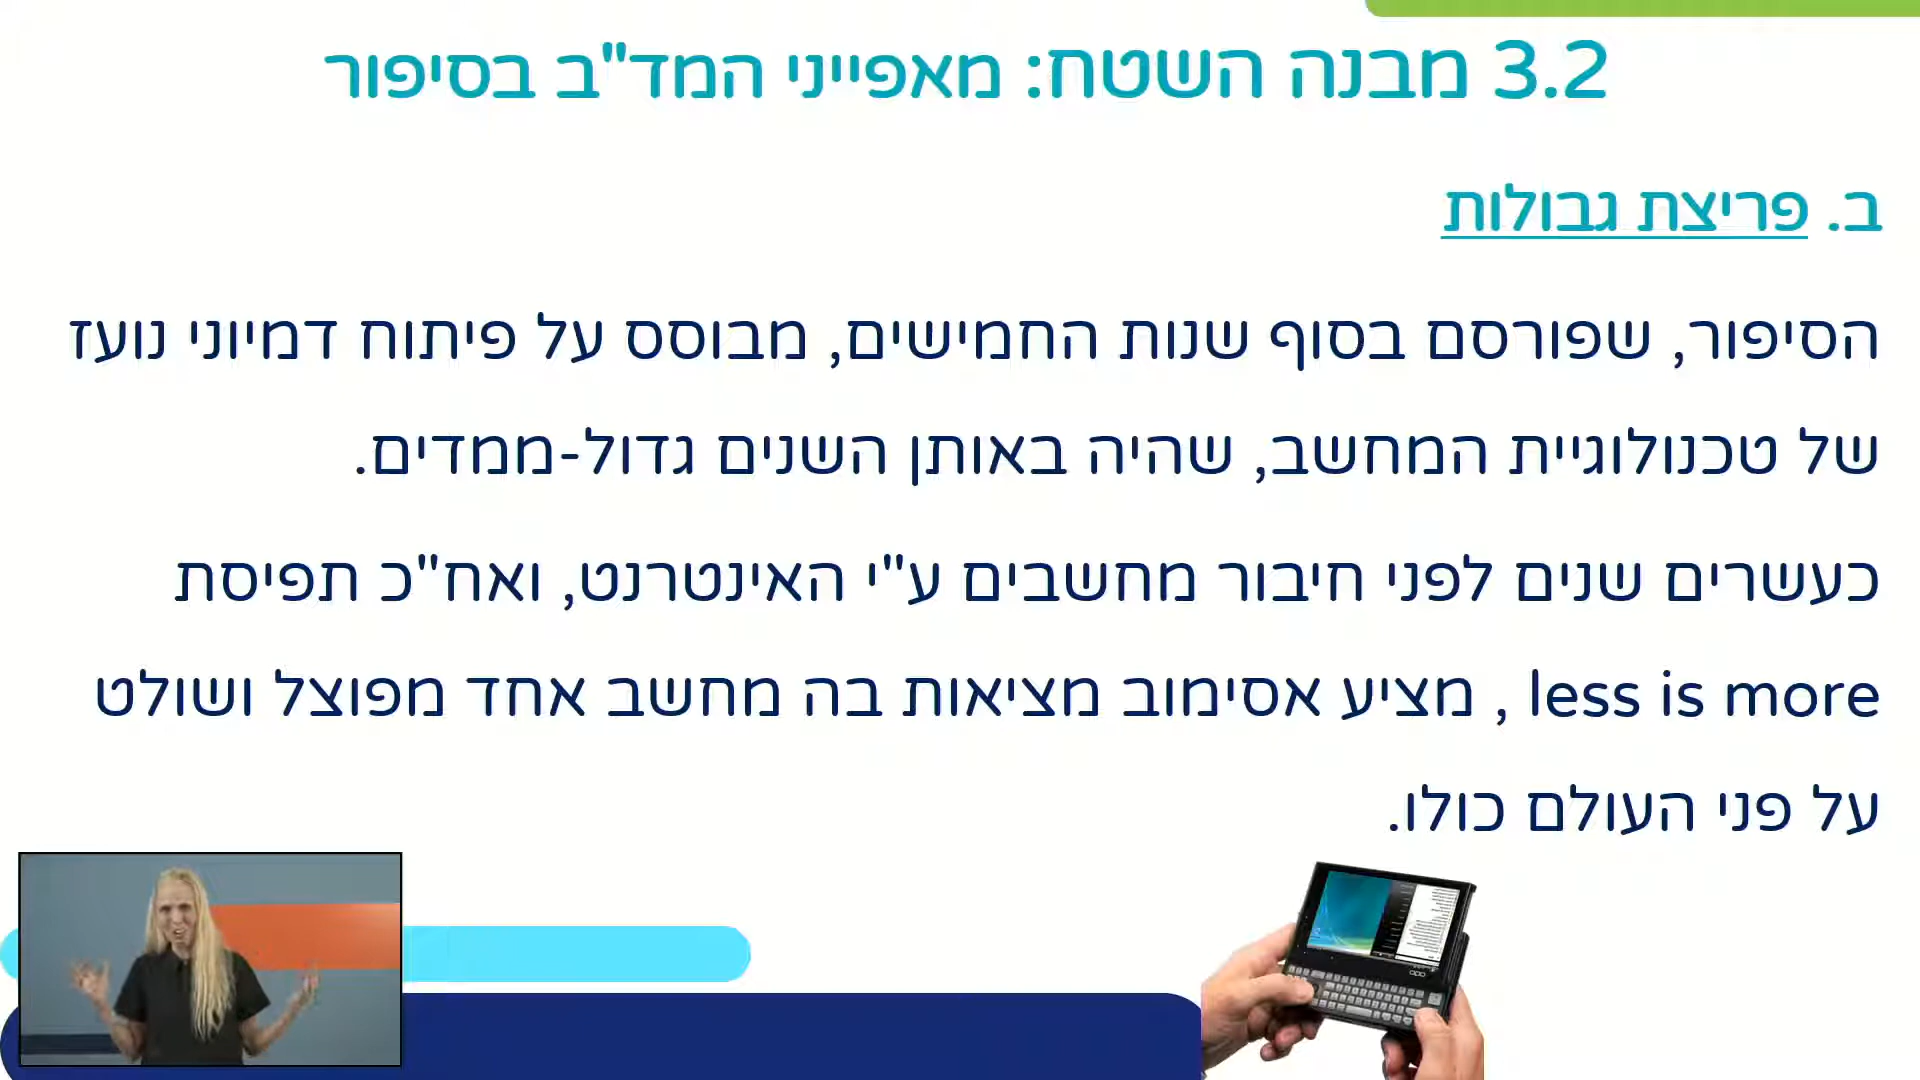 3.2 מבנה השטח: מאפייני המד"ב בסיפור
ב. פריצת גבולות
הסיפור, שפורסם בסוף שנות החמישים, מבוסס על פיתוח דמיוני נועז
של טכנולוגיית המחשב, שהיה באותן השנים גדול-ממדים.
כעשרים שנים לפני חיבור מחשבים ע"י האינטרנט, ואח"כ תפיסת
less is more , מציע אסימוב מציאות בה מחשב אחד מפוצל ושולט
על פני העולם כולו.